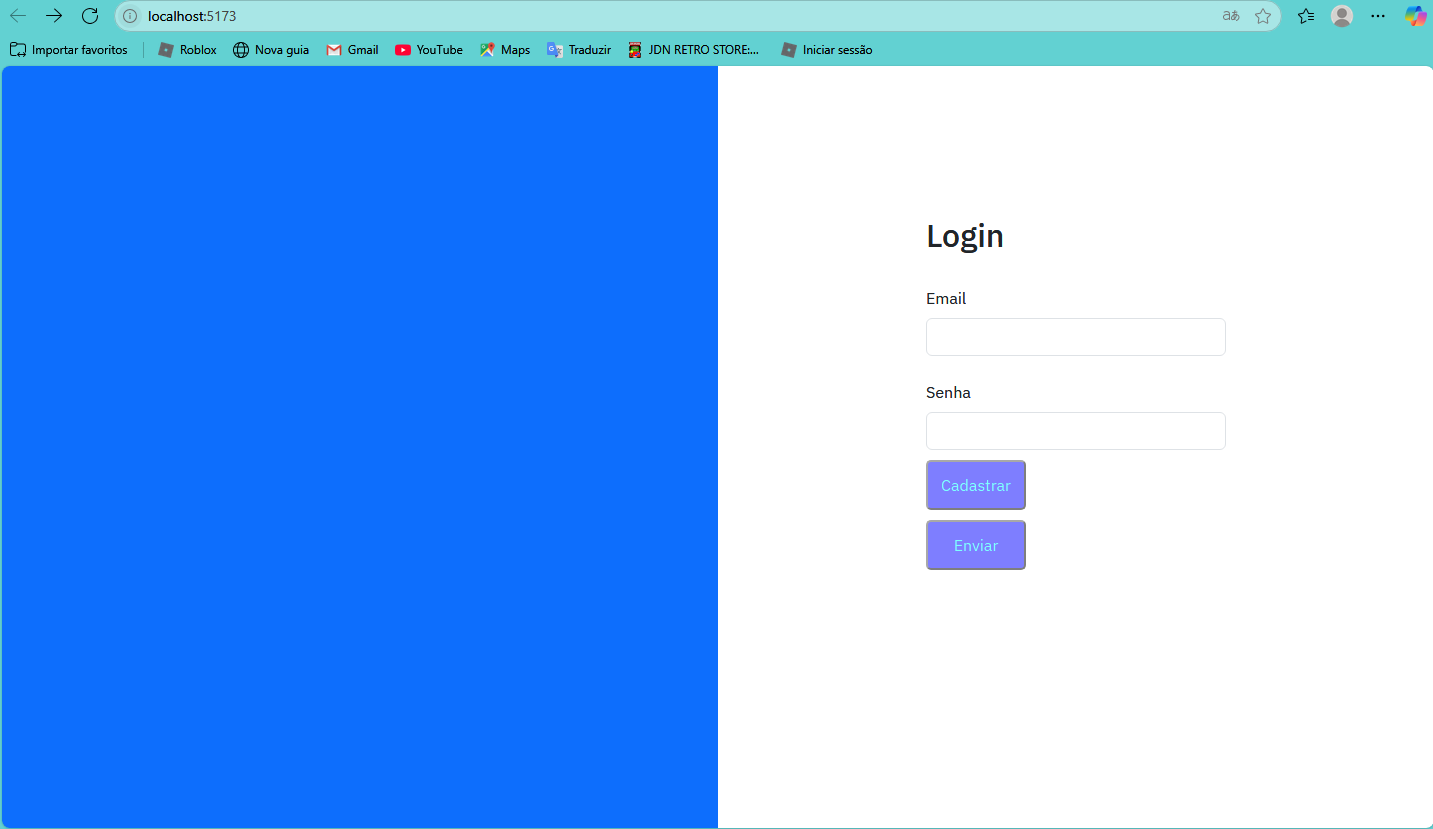 localhost:5173
Importar favoritos Roblox Nova guia Gmail YouTube Maps Traduzir JDN RETRO STORE:... Iniciar sessão
Login
Email
Senha
Cadastrar
Enviar